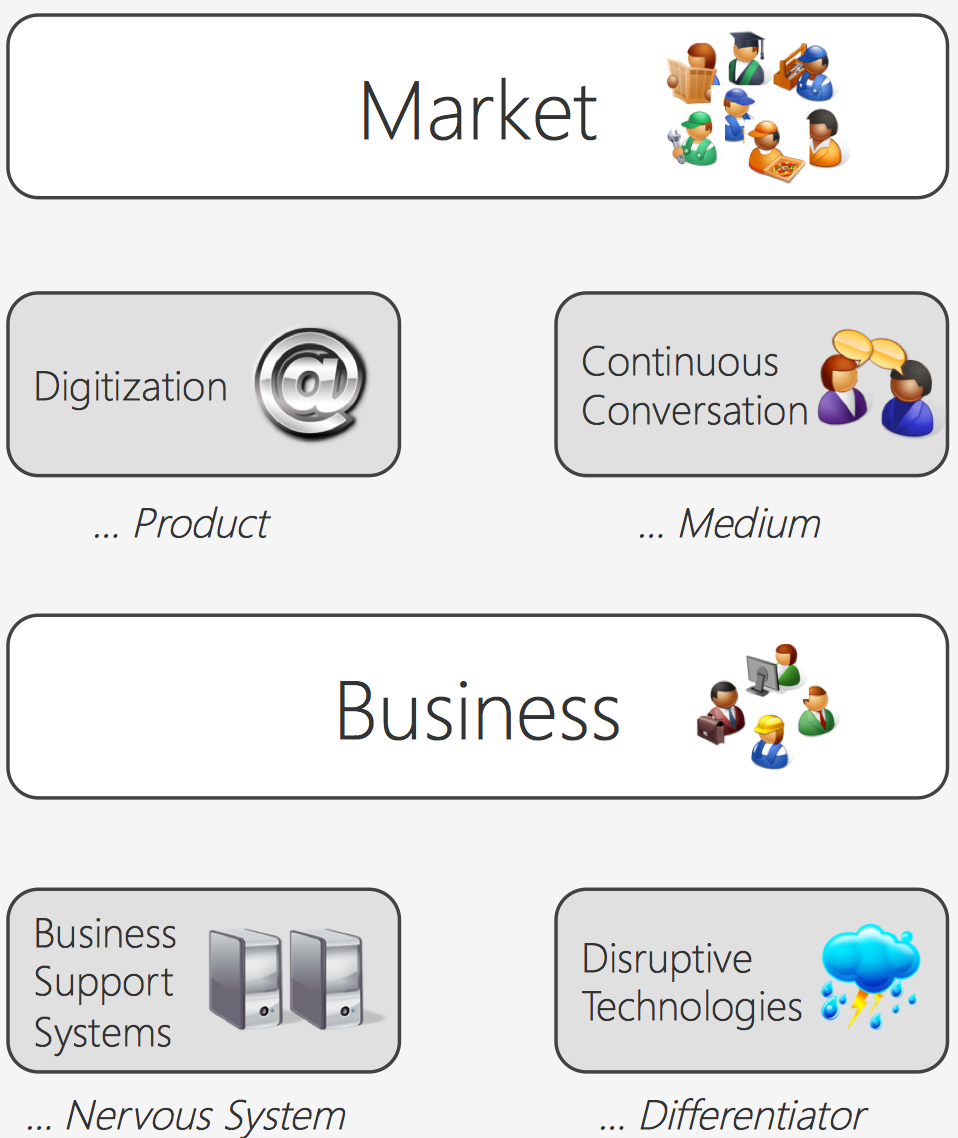 Market
Digitization
Continuous
Conversation
... Product
... Medium
Business
Business
Support
Systems
Disruptive
Technologies
... Nervous System
... Differentiator